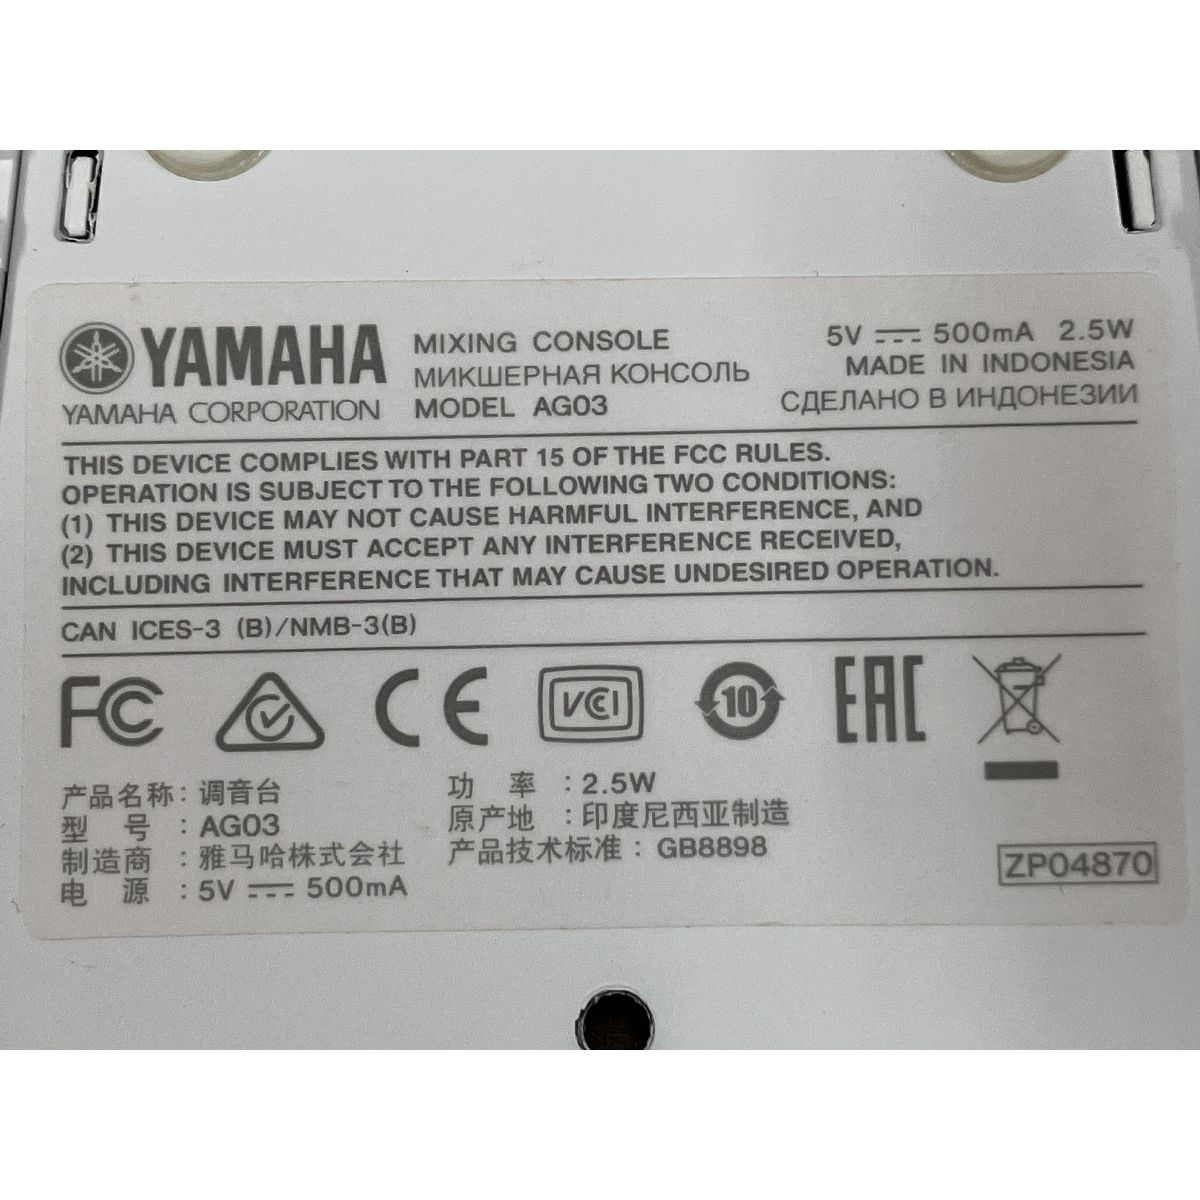 YAMAHA
YAMAHA CORPORATION
MIXING CONSOLE
МИКШЕРНАЯ КОНСОЛЬ
MODEL AG03
5V ⎓ 500mA 2.5W
MADE IN INDONESIA
СДЕЛАНО В ИНДОНЕЗИИ
THIS DEVICE COMPLIES WITH PART 15 OF THE FCC RULES.
OPERATION IS SUBJECT TO THE FOLLOWING TWO CONDITIONS:
(1) THIS DEVICE MAY NOT CAUSE HARMFUL INTERFERENCE, AND
(2) THIS DEVICE MUST ACCEPT ANY INTERFERENCE RECEIVED,
INCLUDING INTERFERENCE THAT MAY CAUSE UNDESIRED OPERATION.
CAN ICES-3 (B)/NMB-3(B)
FC CE VCI 10 EAC
产品名称：调音台
型 号：AG03
制造商：雅马哈株式会社
电 源：5V ⎓ 500mA
功 率：2.5W
原产地：印度尼西亚制造
产品技术标准：GB8898
ZP04870